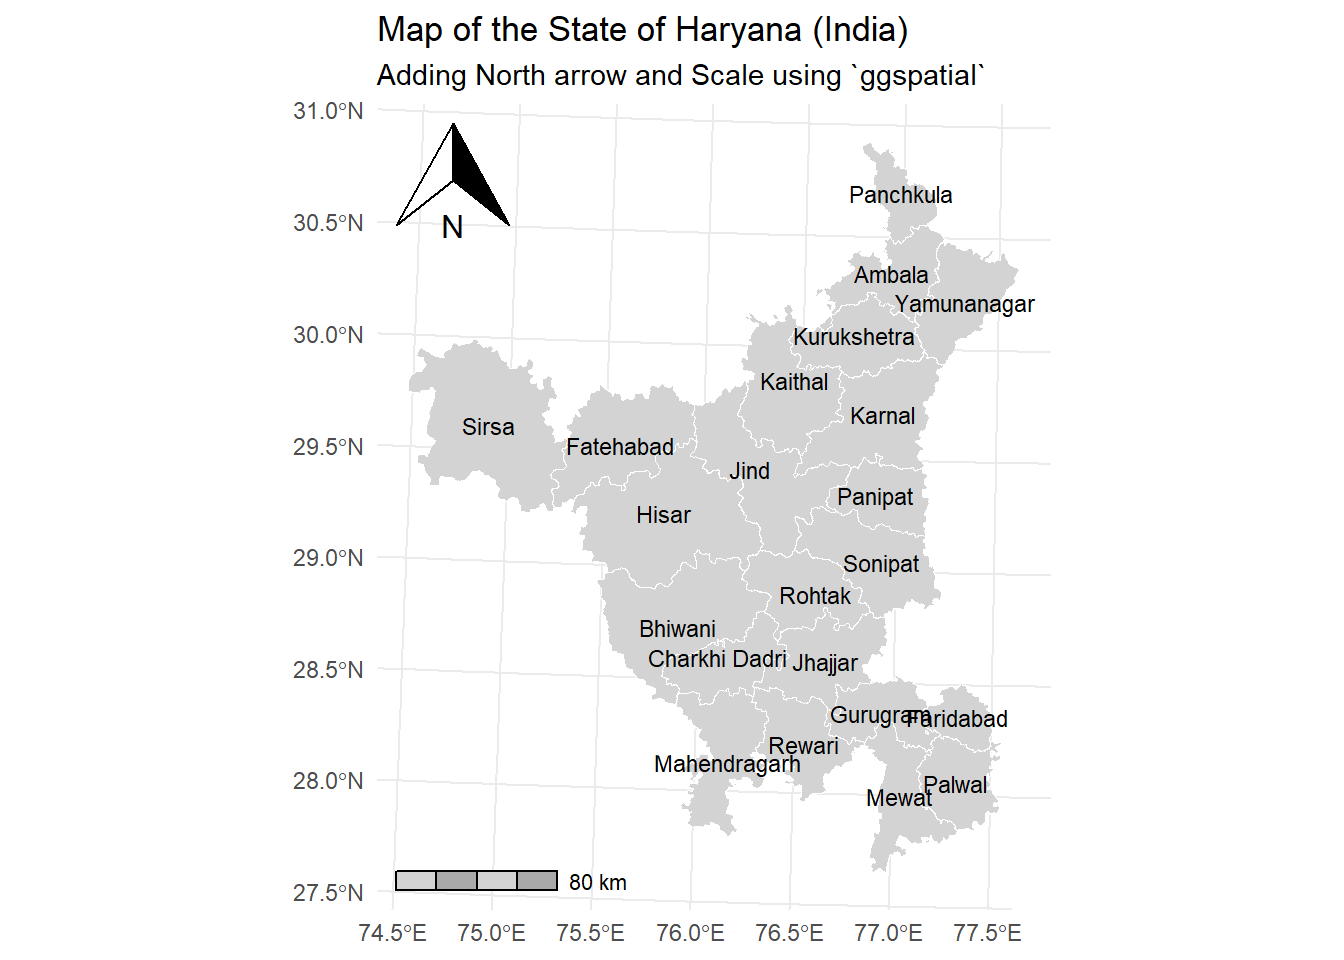 Map of the State of Haryana (India)
Adding North arrow and Scale using `ggspatial`
31.0°N
30.5°N
30.0°N
29.5°N
29.0°N
28.5°N
28.0°N
27.5°N
N
Panchkula
Ambala
Yamunanagar
Kurukshetra
Kaithal
Karnal
Sirsa
Fatehabad
Jind
Panipat
Hisar
Sonipat
Rohtak
Bhiwani
Charkhi Dadri
Jhajjar
Gurugram
Faridabad
Rewari
Mahendragarh
Palwal
Mewat
80 km
74.5°E 75.0°E 75.5°E 76.0°E 76.5°E 77.0°E 77.5°E